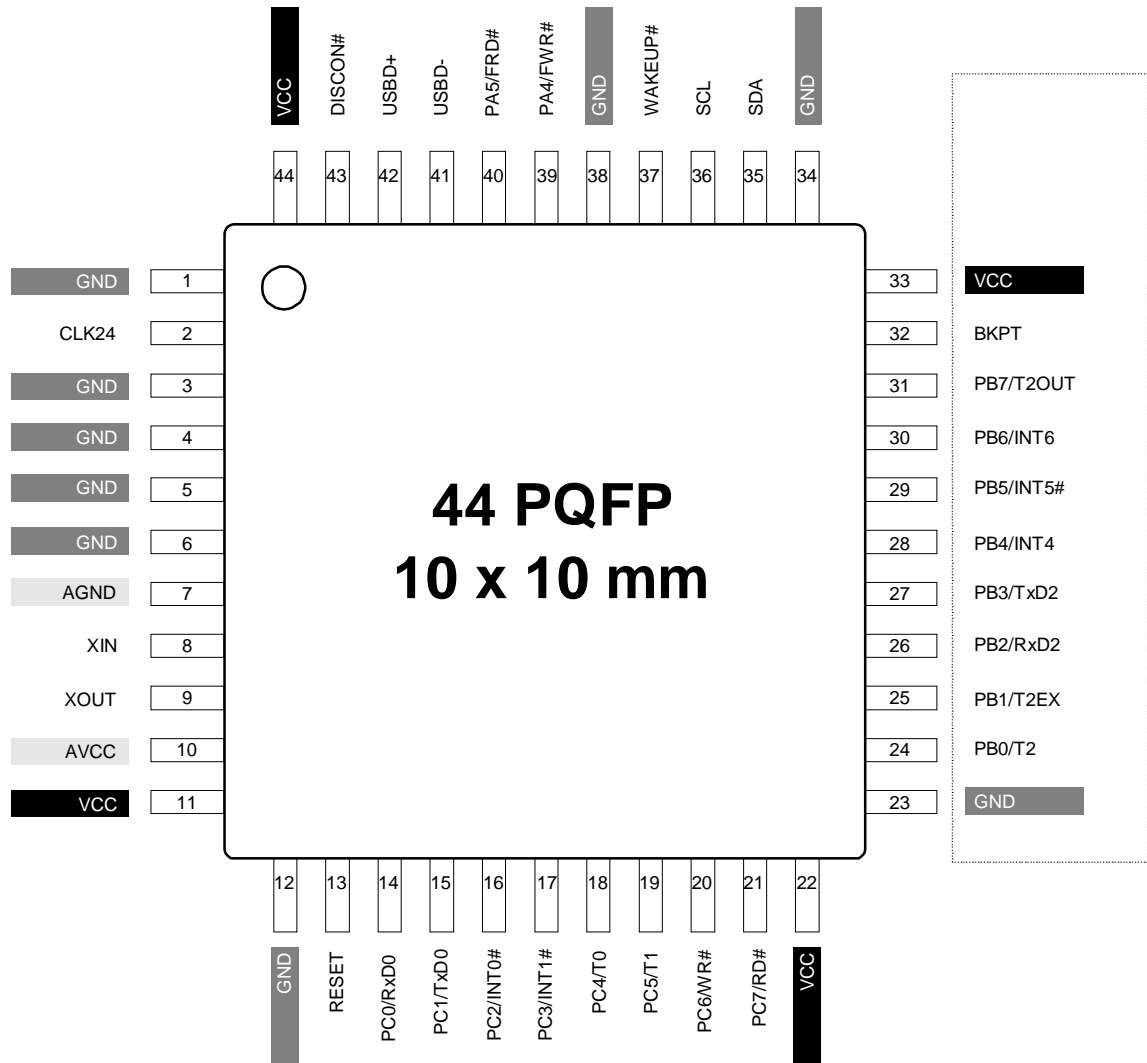 VCC
DISCON#
USBD+
USBD-
PA5/FRD#
PA4/FWR#
GND
WAKEUP#
SCL
SDA
GND
44
43
42
41
40
39
38
37
36
35
34
GND 1
CLK24 2
GND 3
GND 4
GND 5
GND 6
AGND 7
XIN 8
XOUT 9
AVCC 10
VCC 11
44 PQFP
10 x 10 mm
33 VCC
32 BKPT
31 PB7/T2OUT
30 PB6/INT6
29 PB5/INT5#
28 PB4/INT4
27 PB3/TxD2
26 PB2/RxD2
25 PB1/T2EX
24 PB0/T2
23 GND
12
13
14
15
16
17
18
19
20
21
22
GND
RESET
PC0/RxD0
PC1/TxD0
PC2/INT0#
PC3/INT1#
PC4/T0
PC5/T1
PC6/WR#
PC7/RD#
VCC